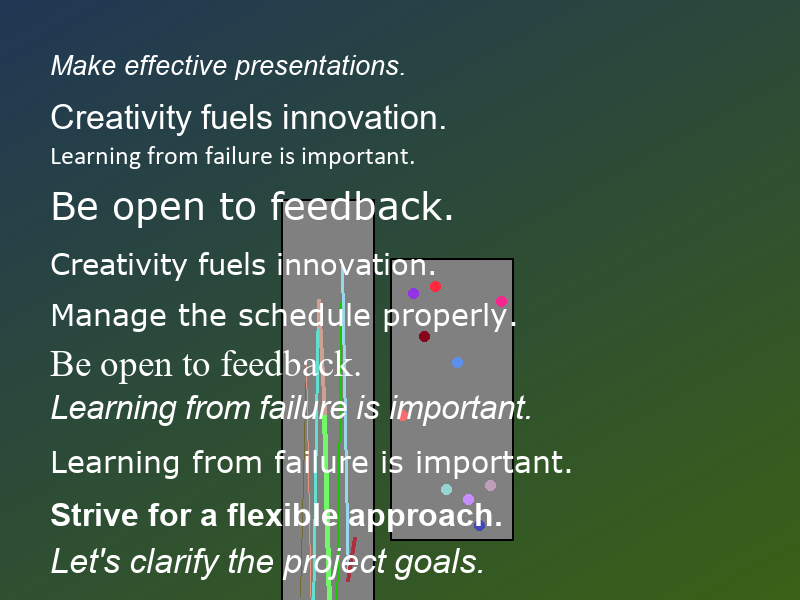 Make effective presentations.
Creativity fuels innovation.
Learning from failure is important.
Be open to feedback.
Creativity fuels innovation.
Manage the schedule properly.
Be open to feedback.
Learning from failure is important.
Learning from failure is important.
Strive for a flexible approach.
Let's clarify the project goals.